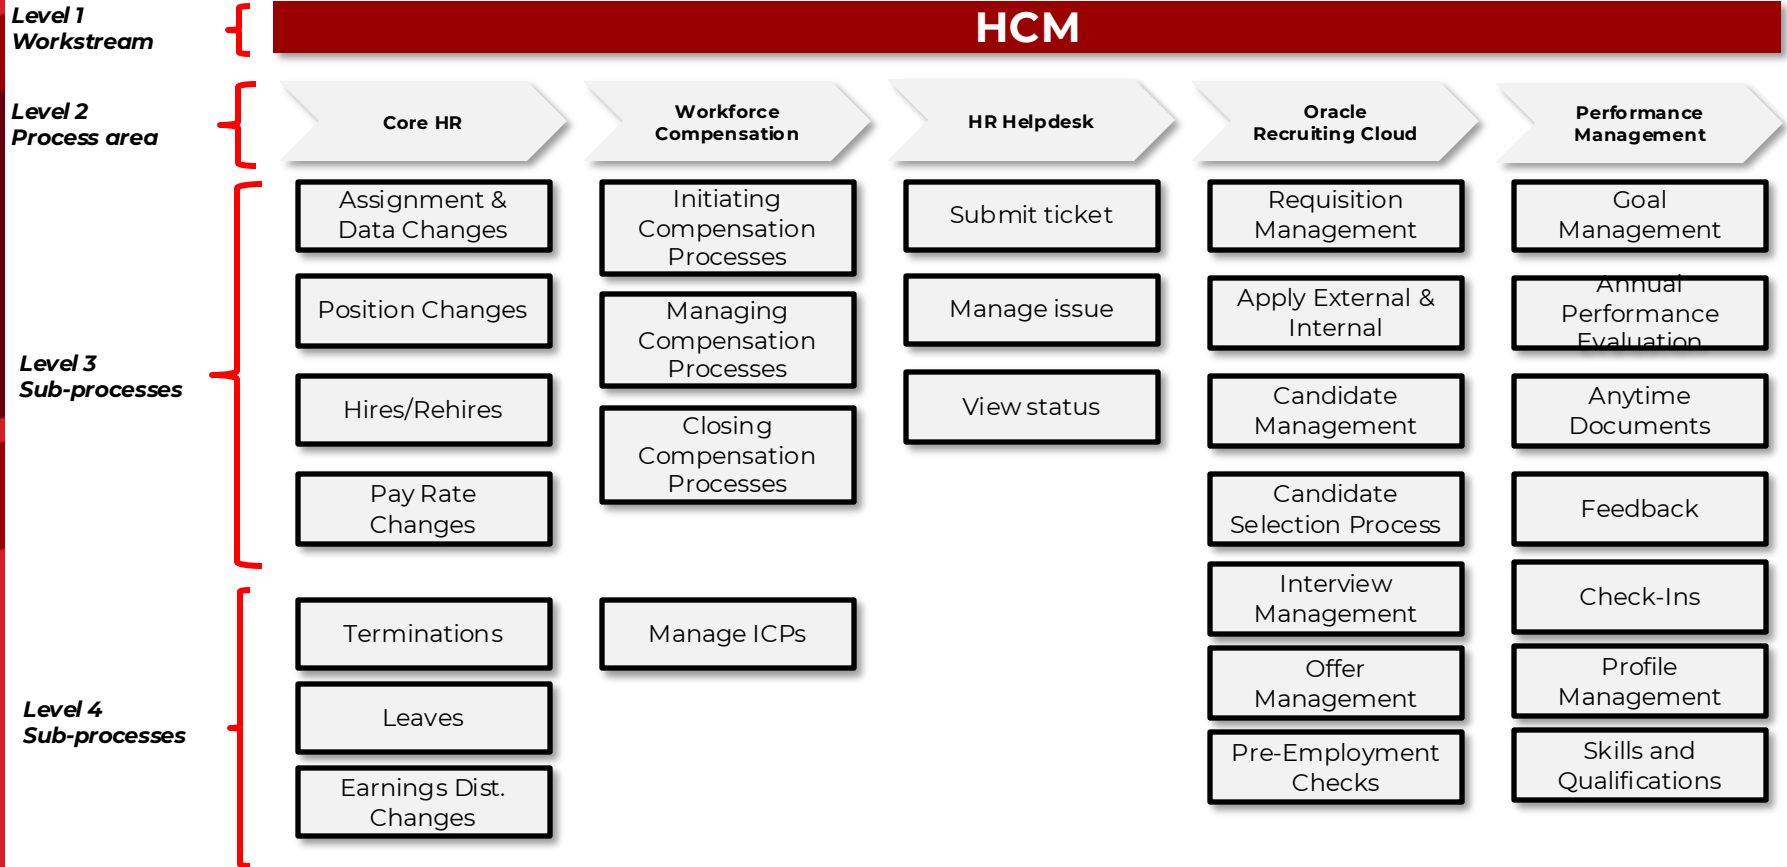 Level 1
Workstream
HCM
Level 2
Process area
Core HR
Workforce
Compensation
HR Helpdesk
Oracle
Recruiting Cloud
Performance
Management
Level 3
Sub-processes
Assignment &
Data Changes
Position Changes
Hires/Rehires
Pay Rate
Changes
Initiating
Compensation
Processes
Managing
Compensation
Processes
Closing
Compensation
Processes
Submit ticket
Manage issue
View status
Requisition
Management
Apply External &
Internal
Candidate
Management
Candidate
Selection Process
Interview
Management
Offer
Management
Pre-Employment
Checks
Goal
Management
Annual
Performance
Evaluation
Anytime
Documents
Feedback
Check-Ins
Profile
Management
Skills and
Qualifications
Level 4
Sub-processes
Terminations
Leaves
Earnings Dist.
Changes
Manage ICPs